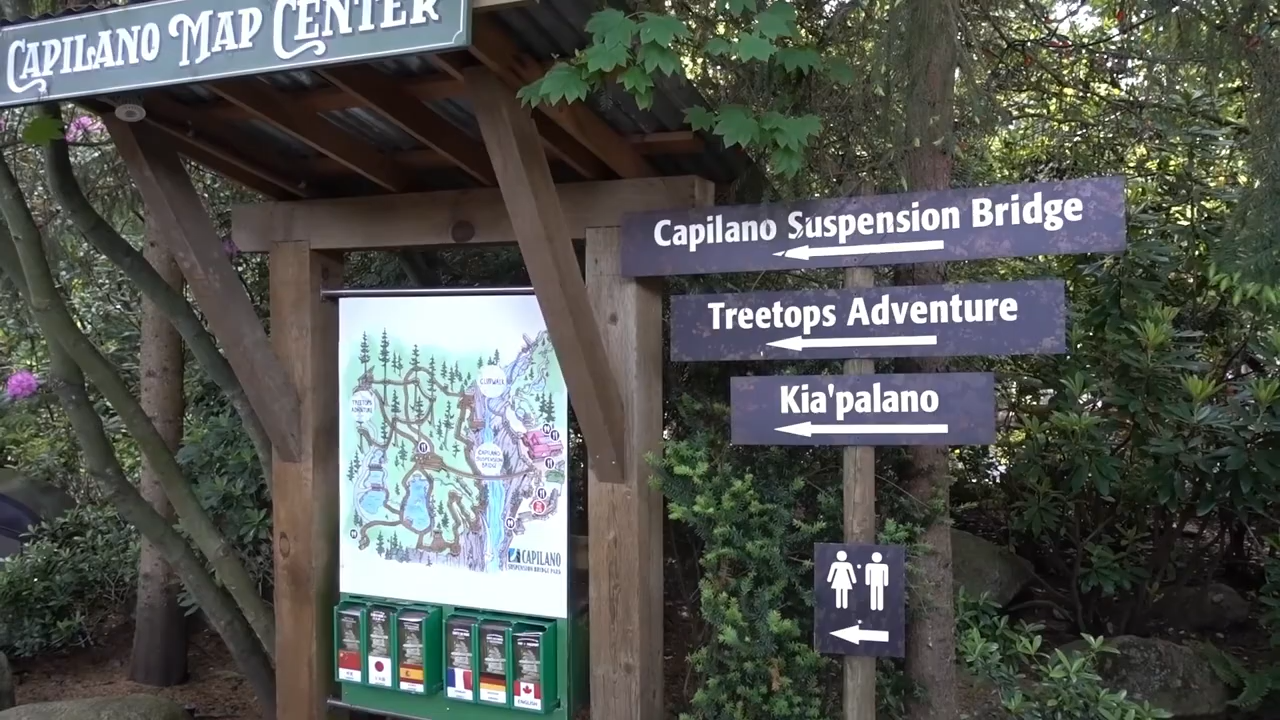 CAPILANO MAP CENTER
Capilano Suspension Bridge
Treetops Adventure
Kia'palano
CLIFFWALK
TREETOPS
ADVENTURE
CAPILANO
SUSPENSION
BRIDGE
CAPILANO
SUSPENSION BRIDGE PARK
ENGLISH